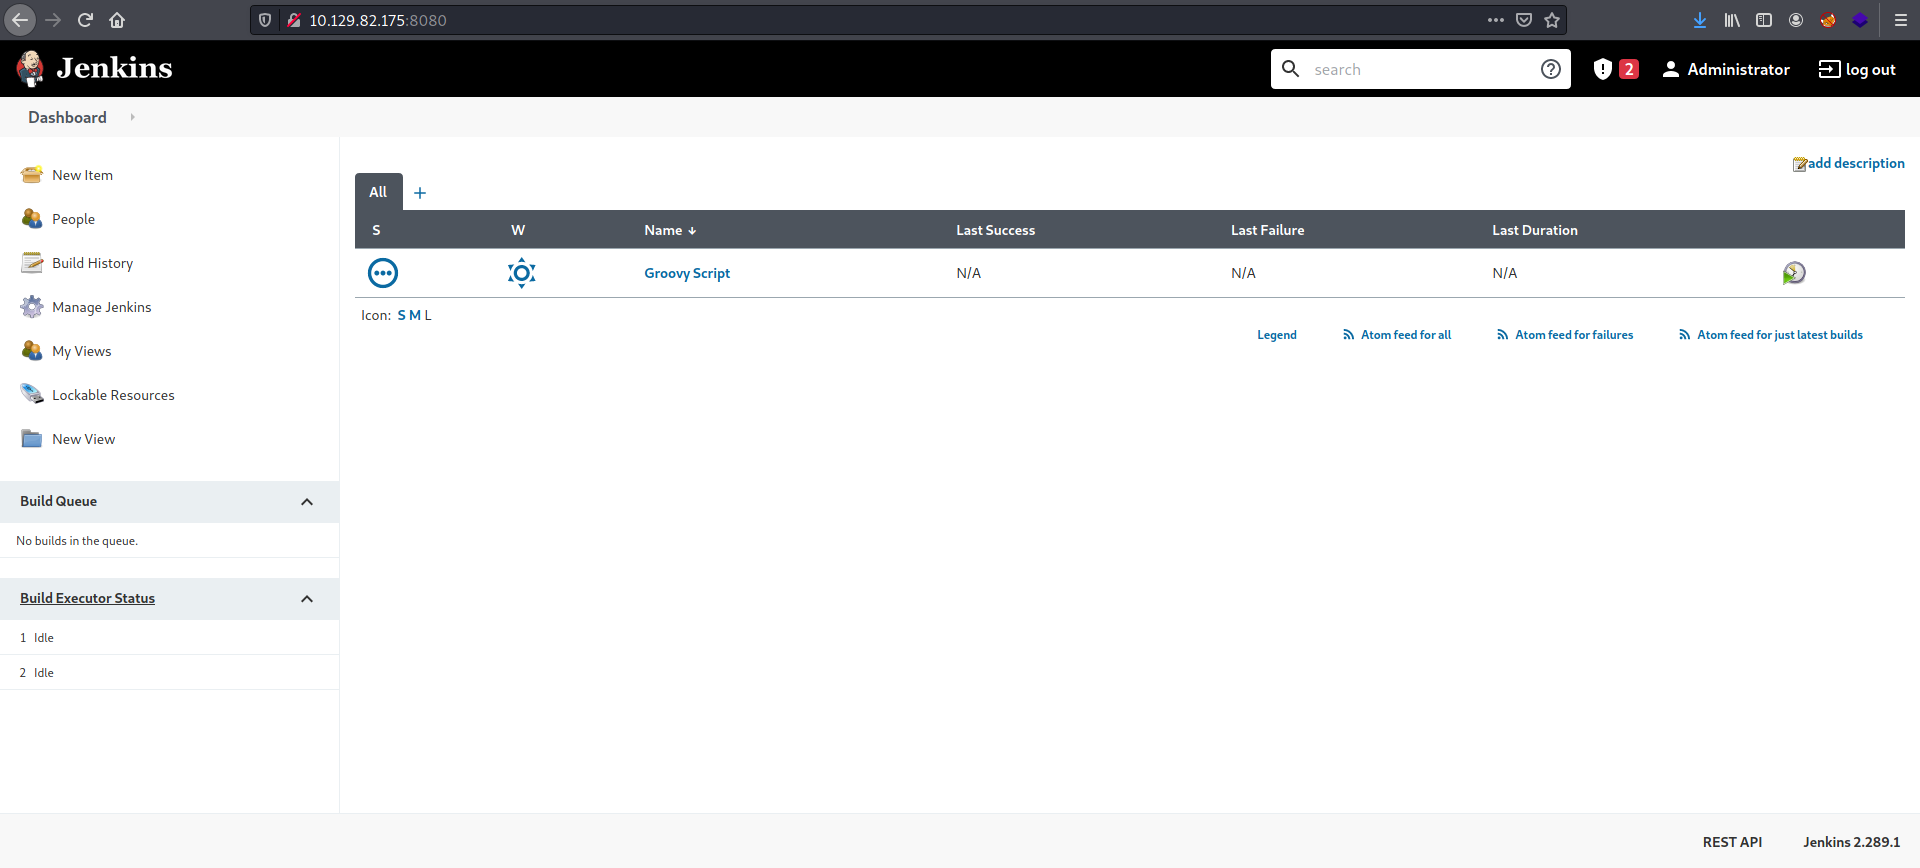 10.129.82.175:8080
Jenkins
search
2
Administrator
log out
Dashboard
New Item
People
Build History
Manage Jenkins
My Views
Lockable Resources
New View
Build Queue
No builds in the queue.
Build Executor Status
1 Idle
2 Idle
add description
All +
S W Name ↓ Last Success Last Failure Last Duration
Groovy Script N/A N/A N/A
Icon: S M L
Legend Atom feed for all Atom feed for failures Atom feed for just latest builds
REST API Jenkins 2.289.1